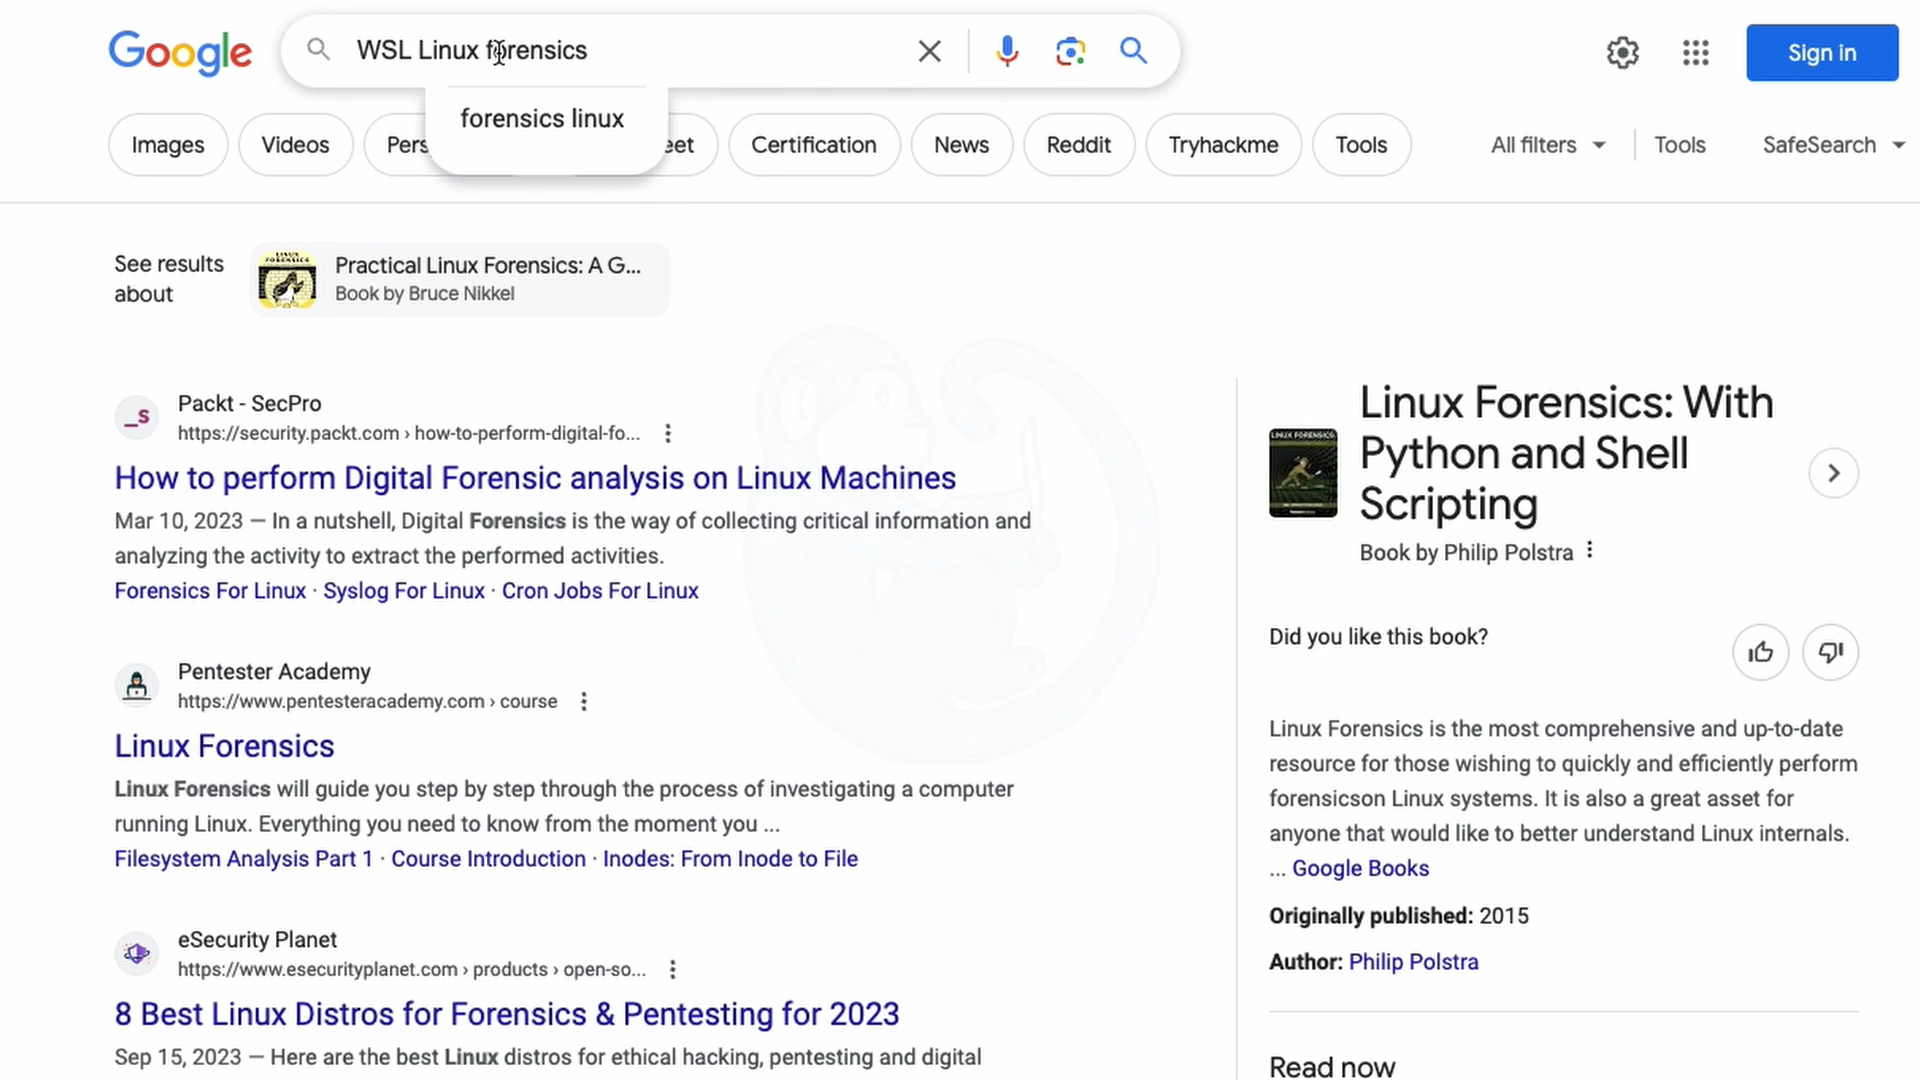 Google
WSL Linux forensics
Sign in
forensics linux
Images
Videos
Pers
eet
Certification
News
Reddit
Tryhackme
Tools
All filters
Tools
SafeSearch
See results
about
LINUX
FORENSICS
Practical Linux Forensics: A G...
Book by Bruce Nikkel
_S
Packt - SecPro
https://security.packt.com › how-to-perform-digital-fo...
How to perform Digital Forensic analysis on Linux Machines
Mar 10, 2023 — In a nutshell, Digital Forensics is the way of collecting critical information and
analyzing the activity to extract the performed activities.
Forensics For Linux · Syslog For Linux · Cron Jobs For Linux
Pentester Academy
https://www.pentesteracademy.com › course
Linux Forensics
Linux Forensics will guide you step by step through the process of investigating a computer
running Linux. Everything you need to know from the moment you ...
Filesystem Analysis Part 1 · Course Introduction · Inodes: From Inode to File
eSecurity Planet
https://www.esecurityplanet.com › products › open-so...
8 Best Linux Distros for Forensics & Pentesting for 2023
Sep 15, 2023 — Here are the best Linux distros for ethical hacking, pentesting and digital
LINUX FORENSICS
Linux Forensics: With
Python and Shell
Scripting
Book by Philip Polstra
Did you like this book?
Linux Forensics is the most comprehensive and up-to-date
resource for those wishing to quickly and efficiently perform
forensicson Linux systems. It is also a great asset for
anyone that would like to better understand Linux internals.
... Google Books
Originally published: 2015
Author: Philip Polstra
Read now